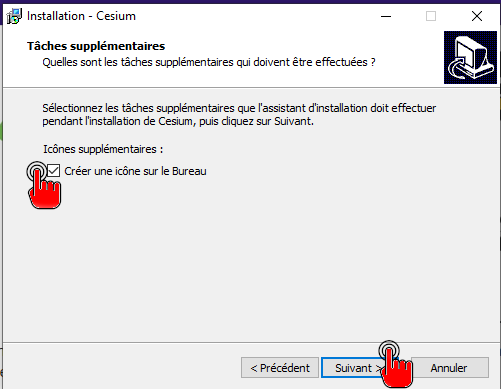 Installation - Cesium
Tâches supplémentaires
Quelles sont les tâches supplémentaires qui doivent être effectuées ?
Sélectionnez les tâches supplémentaires que l'assistant d'installation doit effectuer
pendant l'installation de Cesium, puis cliquez sur Suivant.
Icônes supplémentaires :
Créer une icône sur le Bureau
< Précédent
Suivant >
Annuler